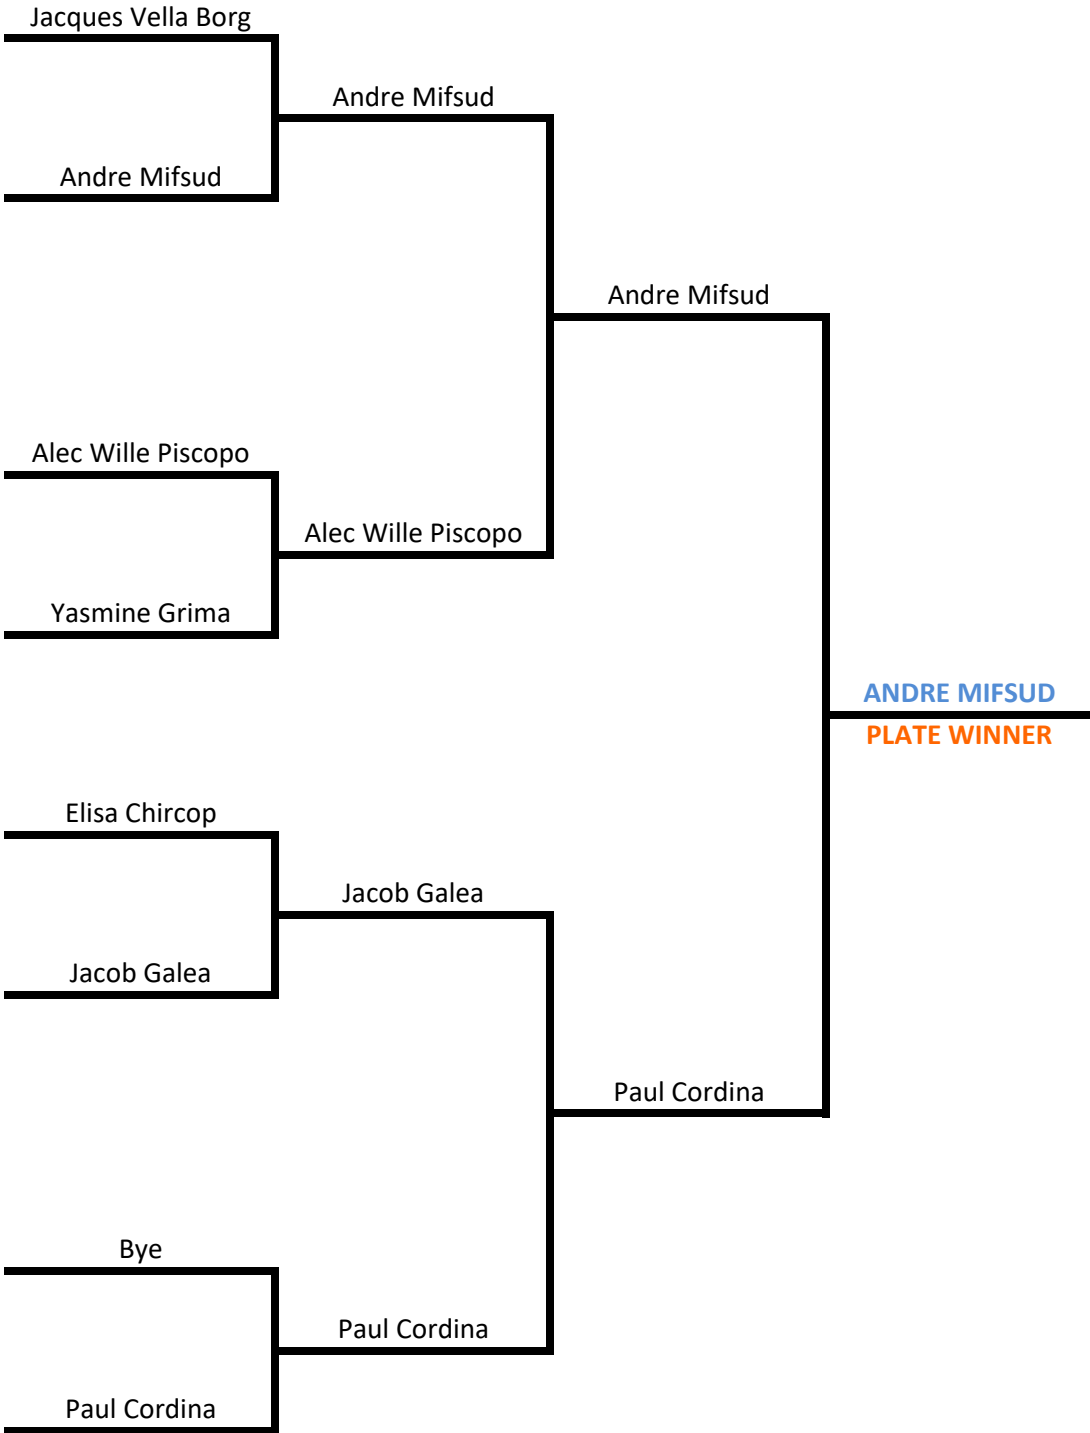 Jacques Vella Borg
Andre Mifsud
Andre Mifsud
Andre Mifsud
Alec Wille Piscopo
Alec Wille Piscopo
Yasmine Grima
ANDRE MIFSUD
PLATE WINNER
Elisa Chircop
Jacob Galea
Jacob Galea
Paul Cordina
Bye
Paul Cordina
Paul Cordina